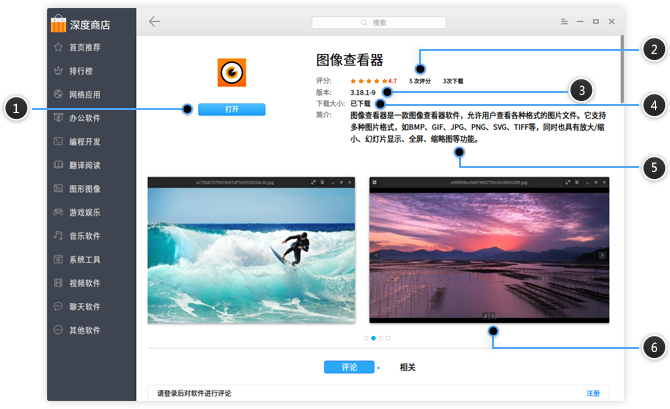 深度商店
搜索
首页推荐
排行榜
网络应用
办公软件
编程开发
翻译阅读
图形图像
游戏娱乐
音乐软件
系统工具
视频软件
聊天软件
其他软件
打开
图像查看器
评分: 4.7 5 次评分 3次下载
版本: 3.18.1-9
下载大小: 已下载
简介: 图像查看器是一款图像查看器软件，允许用户查看各种格式的图片文件。它支
持多种图片格式，如BMP、GIF、JPG、PNG、SVG、TIFF等，同时也具有放大/缩
小、幻灯片显示、全屏、缩略图等功能。
评论 相关
请登录后对软件进行评论 注册
1
2
3
4
5
6